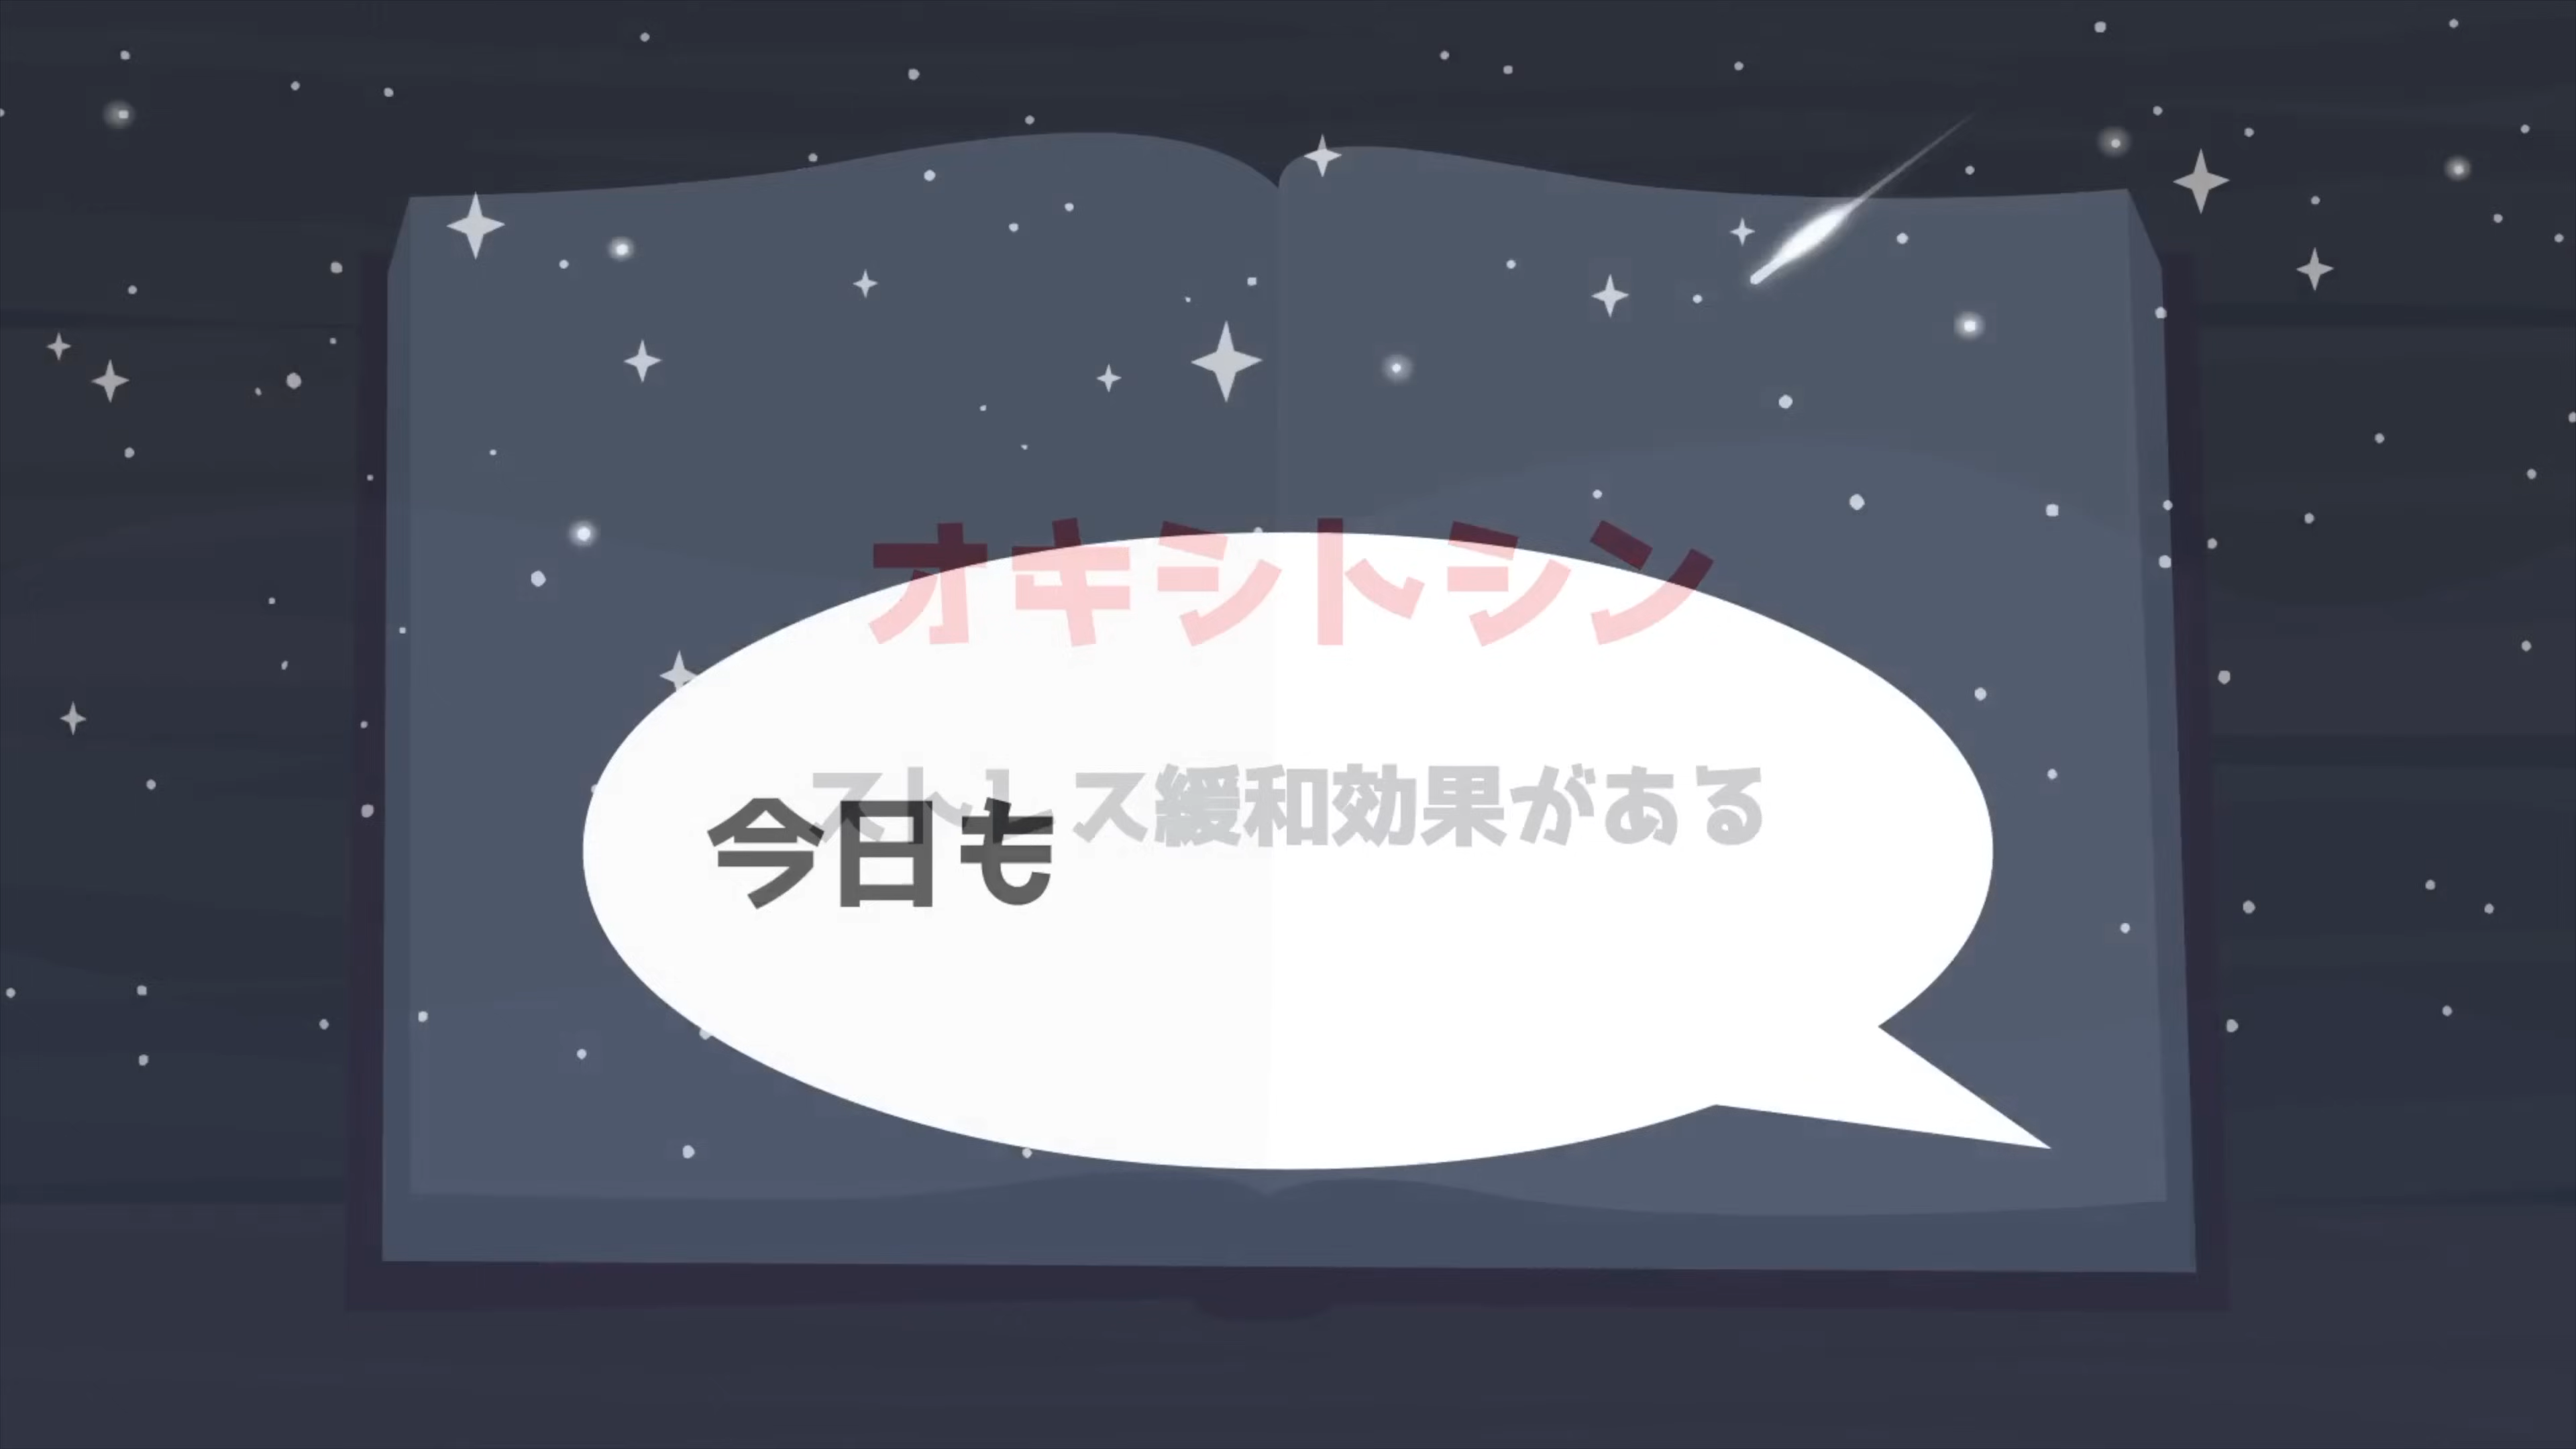 オキシトシン
ストレス緩和効果がある
今日も